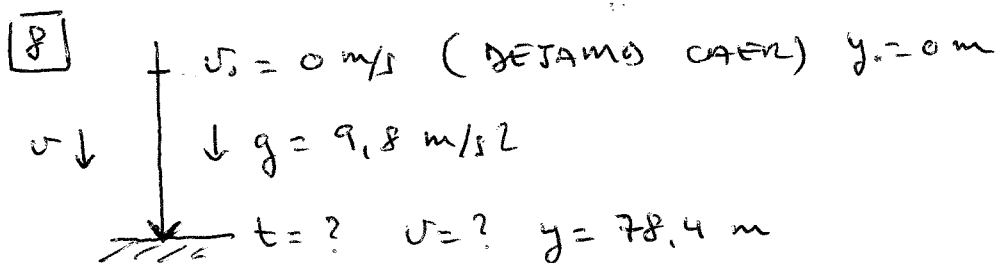 8
v₀ = 0 m/s (DEJAMOS CAER) y₀ = 0 m
v ↓ ↓ g = 9,8 m/s2
t = ? v = ? y = 78,4 m